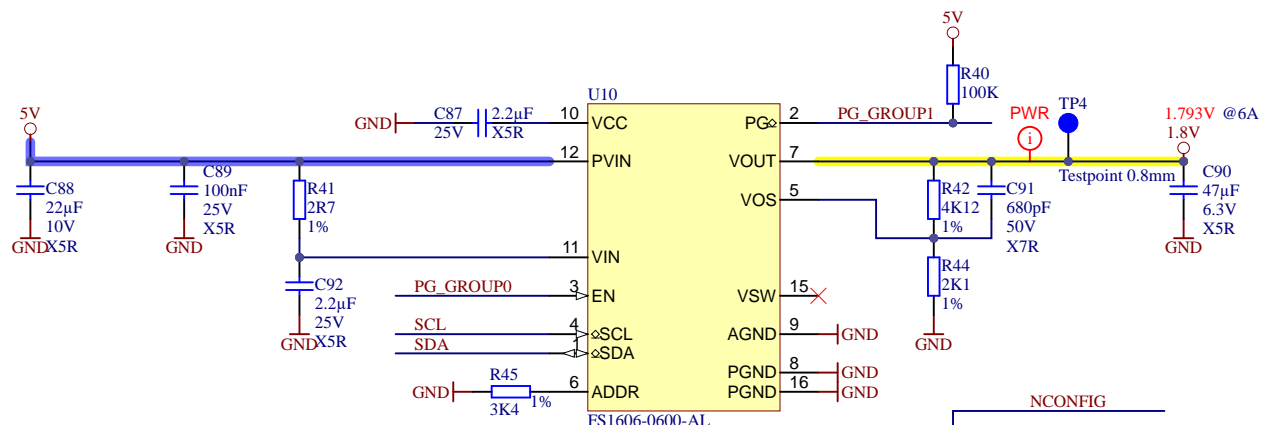 5V
R40
100K
U10
C87
2.2µF
25V
X5R
GND
10
VCC
PG
2
PG_GROUP1
PWR
i
TP4
1.793V @6A
1.8V
5V
12
PVIN
VOUT
7
Testpoint 0.8mm
C88
22µF
10V
X5R
GND
C89
100nF
25V
X5R
GND
R41
2R7
1%
VOS
5
R42
4K12
1%
C91
680pF
50V
X7R
C90
47µF
6.3V
X5R
GND
11
VIN
C92
2.2µF
25V
X5R
GND
R44
2K1
1%
GND
PG_GROUP0
3
EN
VSW
15
SCL
4
SCL
AGND
9
GND
SDA
1
SDA
PGND
8
GND
GND
R45
3K4
1%
6
ADDR
PGND
16
GND
FS1606-0600-AL
NCONFIG